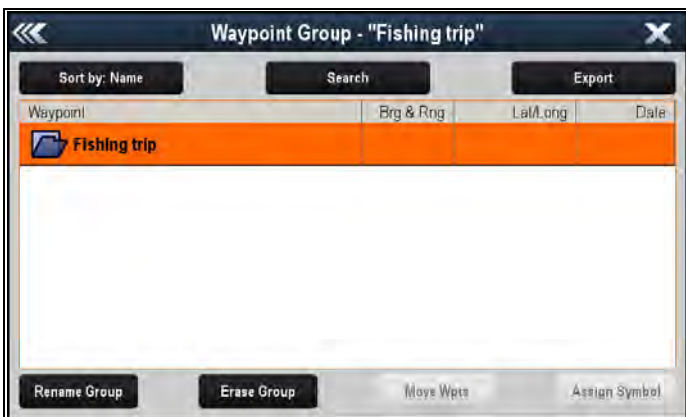 Waypoint Group - "Fishing trip"
Sort by: Name Search Export
Waypoint Brg & Rng Lat/Long Date
Fishing trip
Rename Group Erase Group Move Wpts Assign Symbol